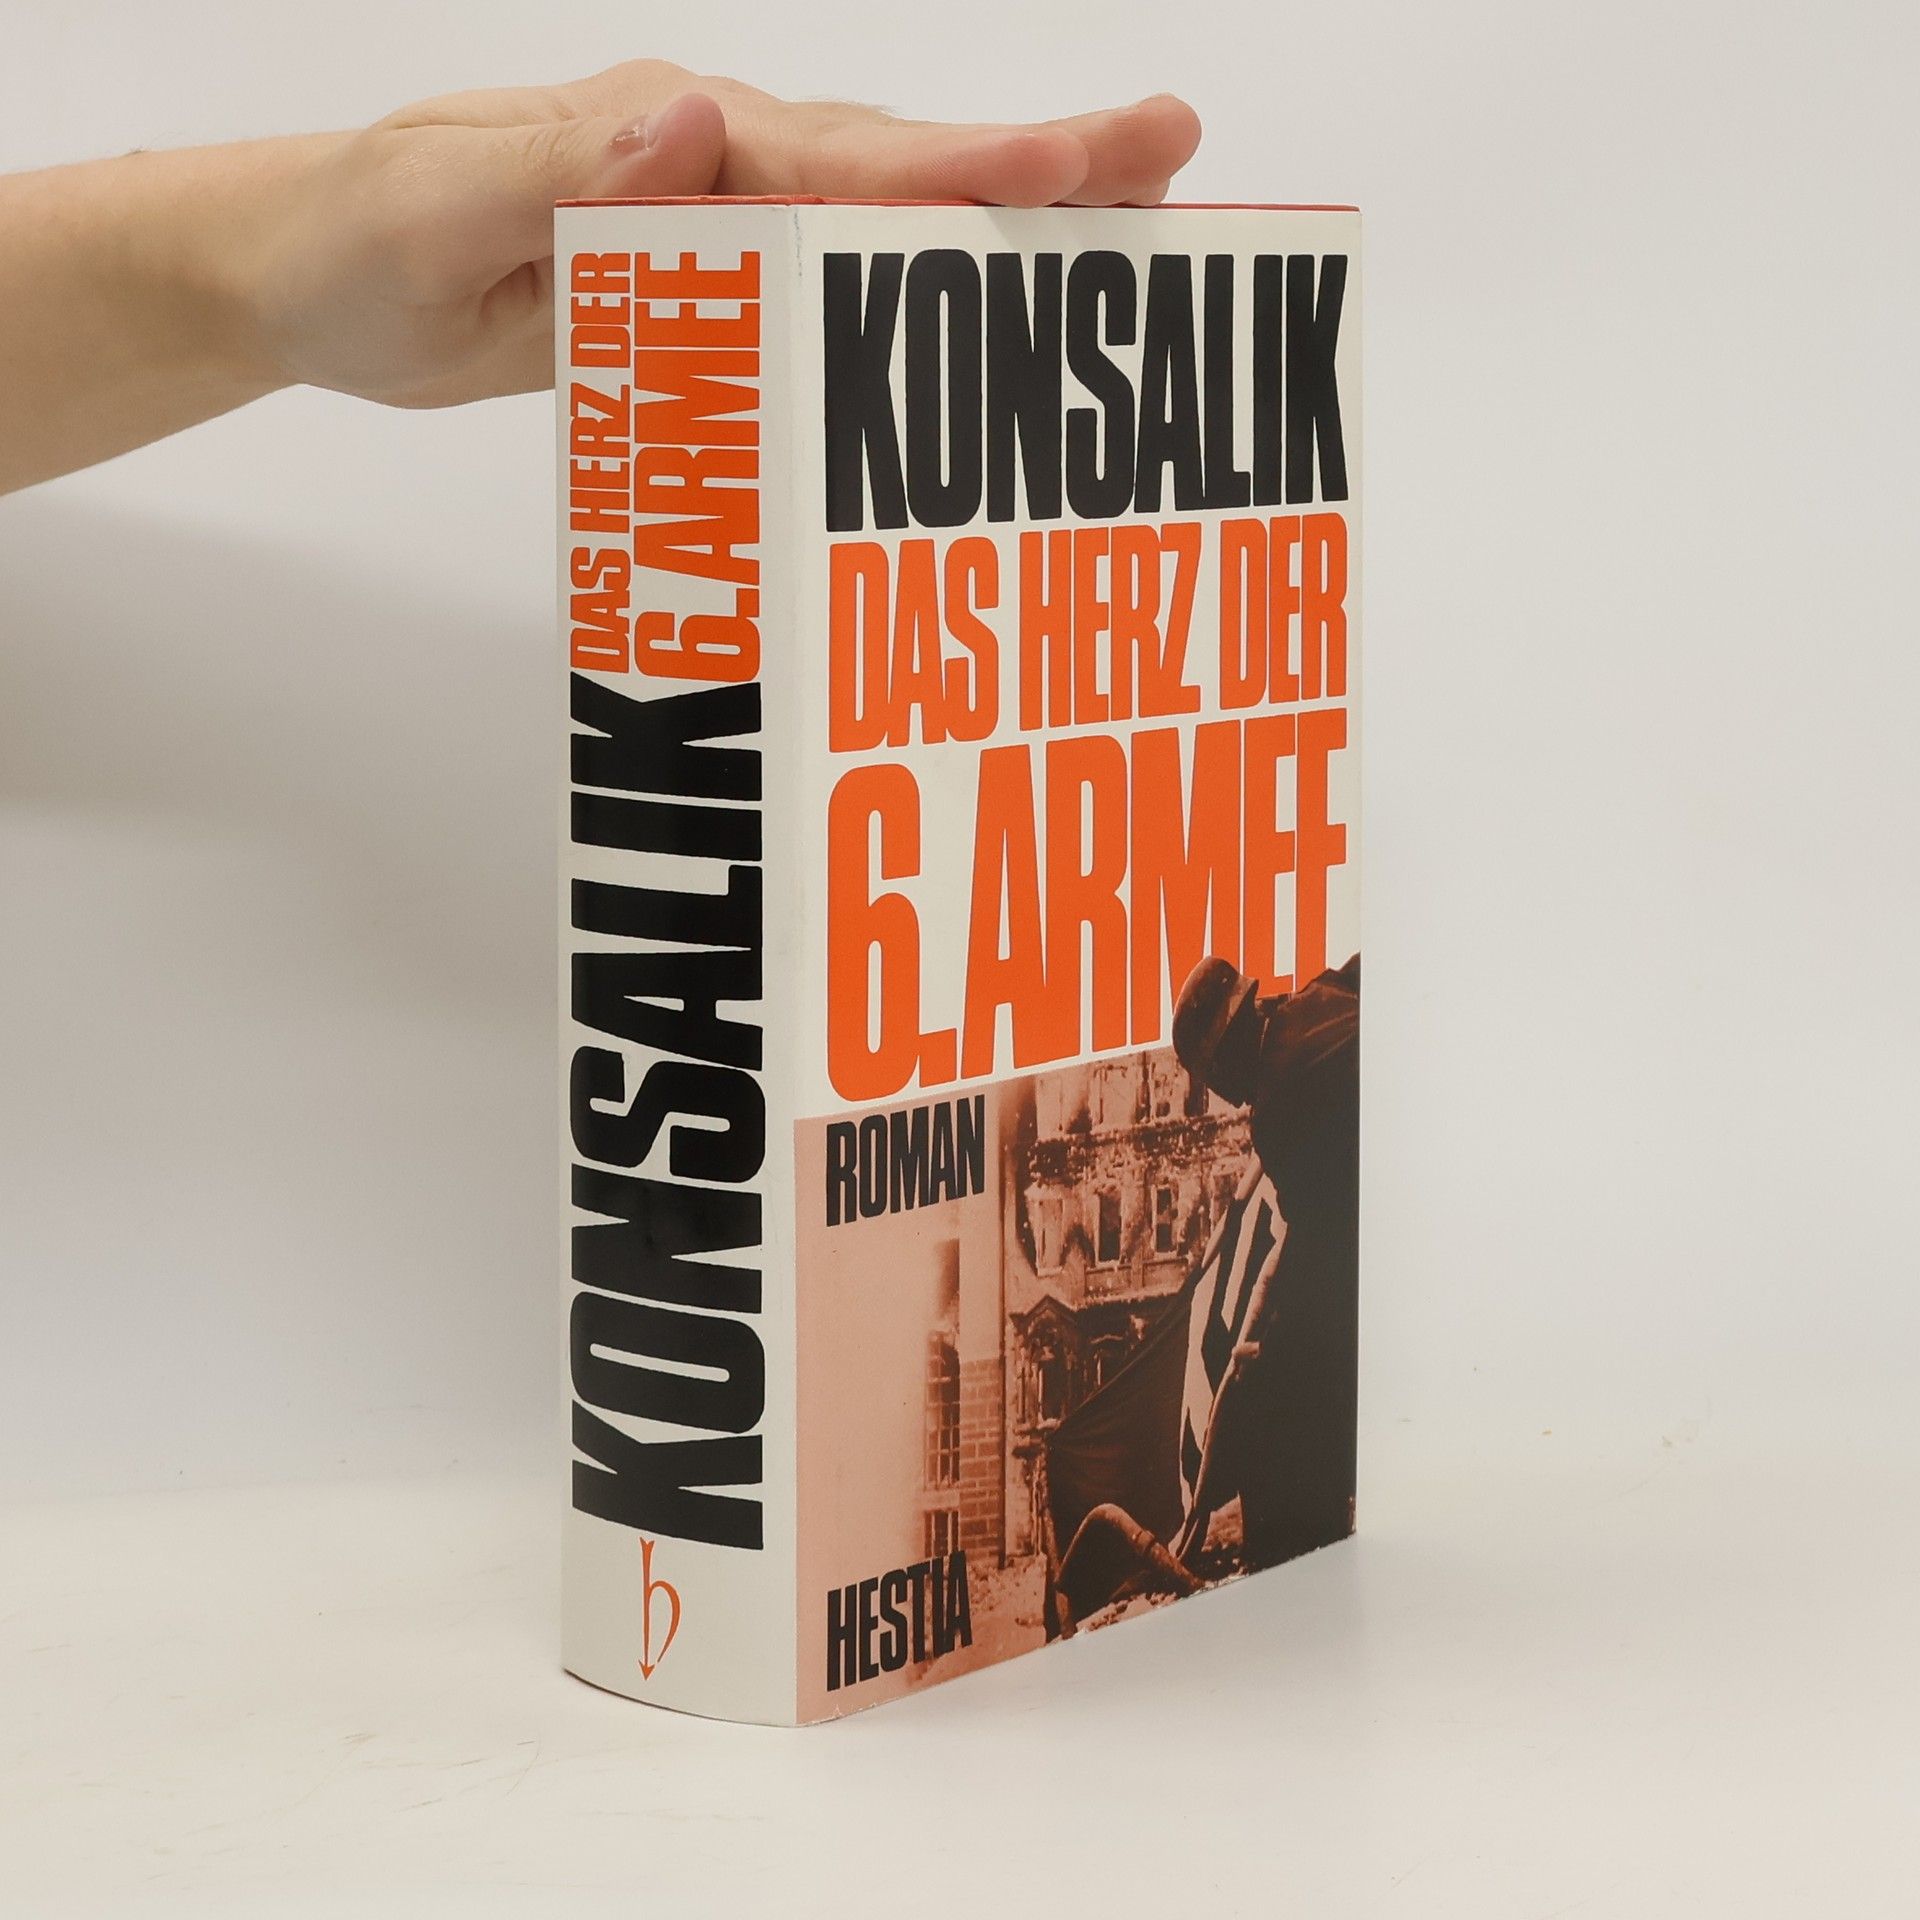 DAS HERZ DER
6. ARMEE
KONSALIK
h
KONSALIK
DAS HERZ DER
6. ARMEE
ROMAN
HESTIA